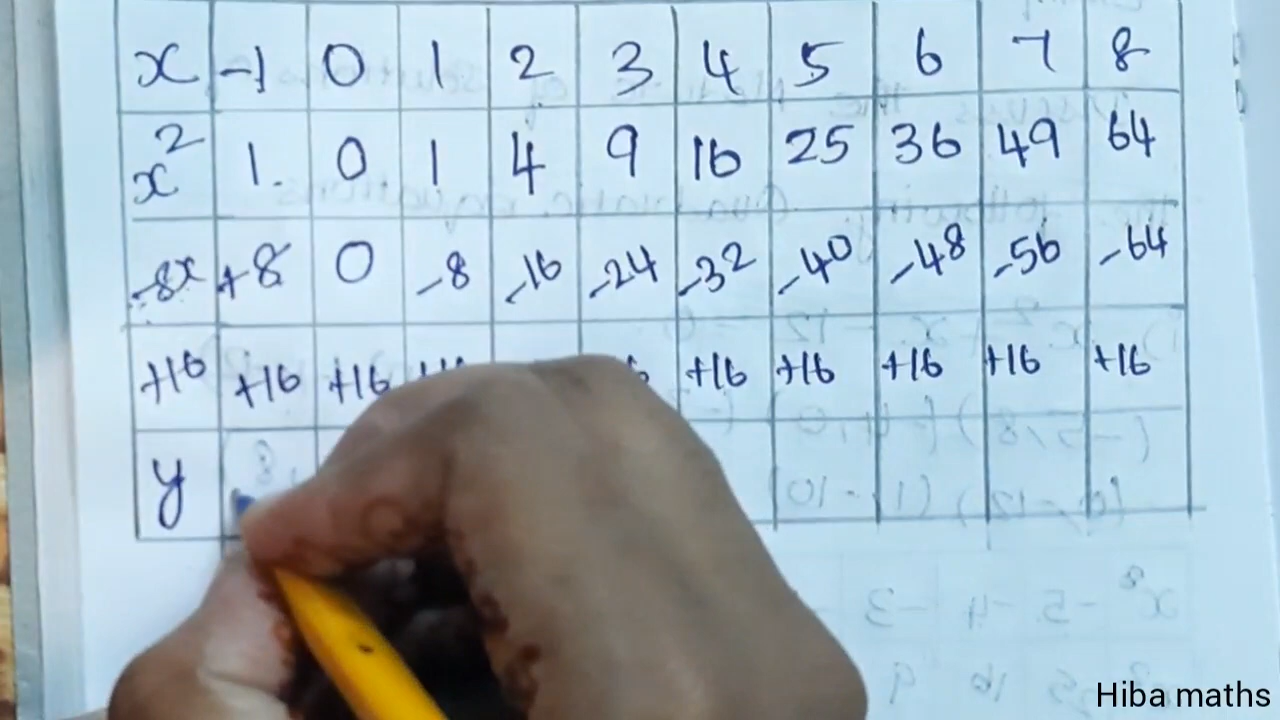 x -1 0 1 2 3 4 5 6 7 8
x² 1. 0 1 4 9 16 25 36 49 64
-8x +8 0 -8 -16 -24 -32 -40 -48 -56 -64
+16 +16 +16 +16 +16 +16 +16 +16
y
Hiba maths